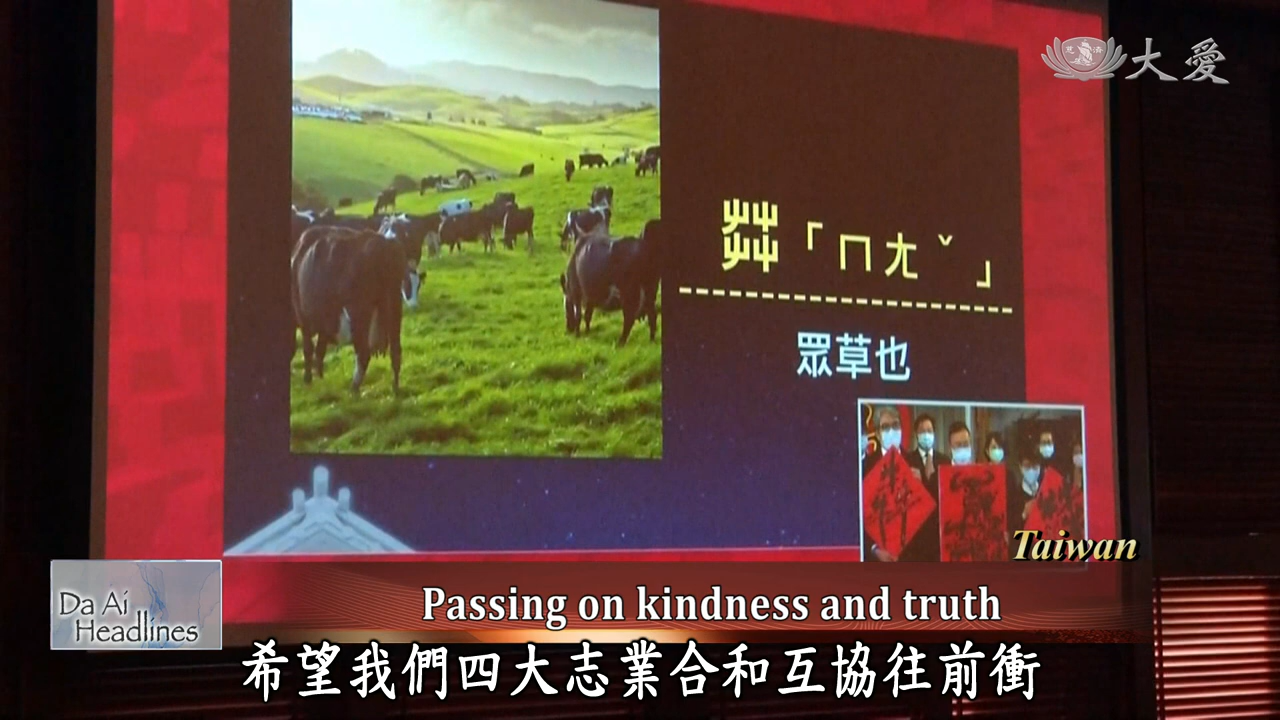 大愛
茻「ㄇㄤˇ」
眾草也
Taiwan
Da Ai
Headlines
Passing on kindness and truth
希望我們四大志業合和互協往前衝